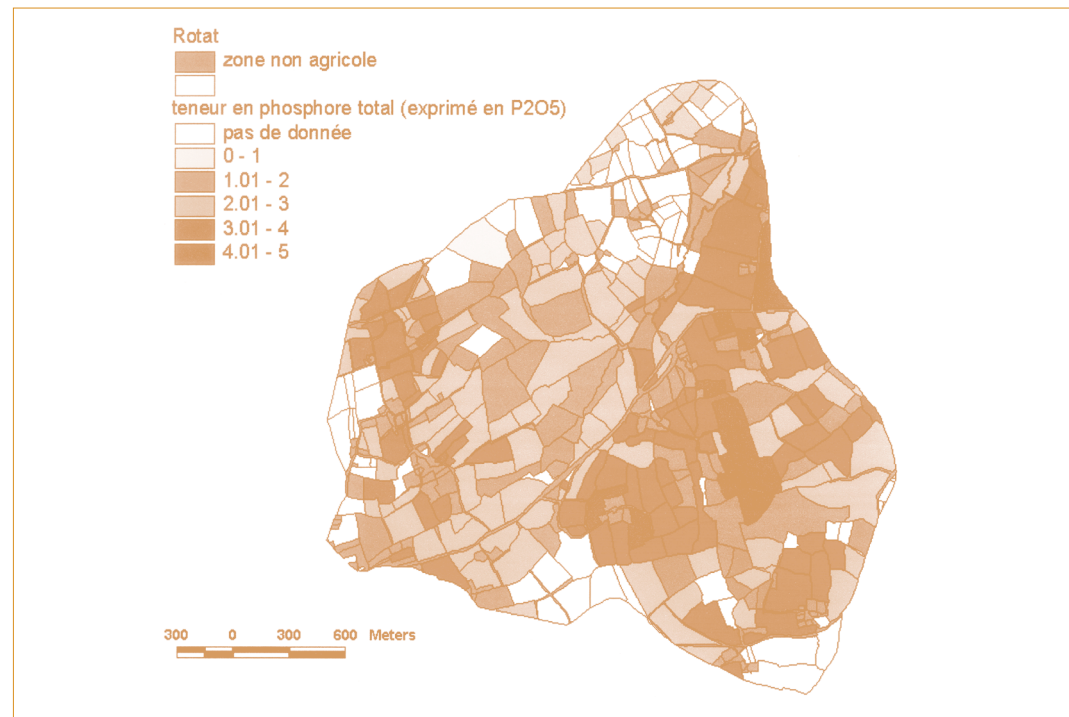 Rotat
zone non agricole
teneur en phosphore total (exprimé en P2O5)
pas de donnée
0 - 1
1.01 - 2
2.01 - 3
3.01 - 4
4.01 - 5
300 0 300 600 Meters